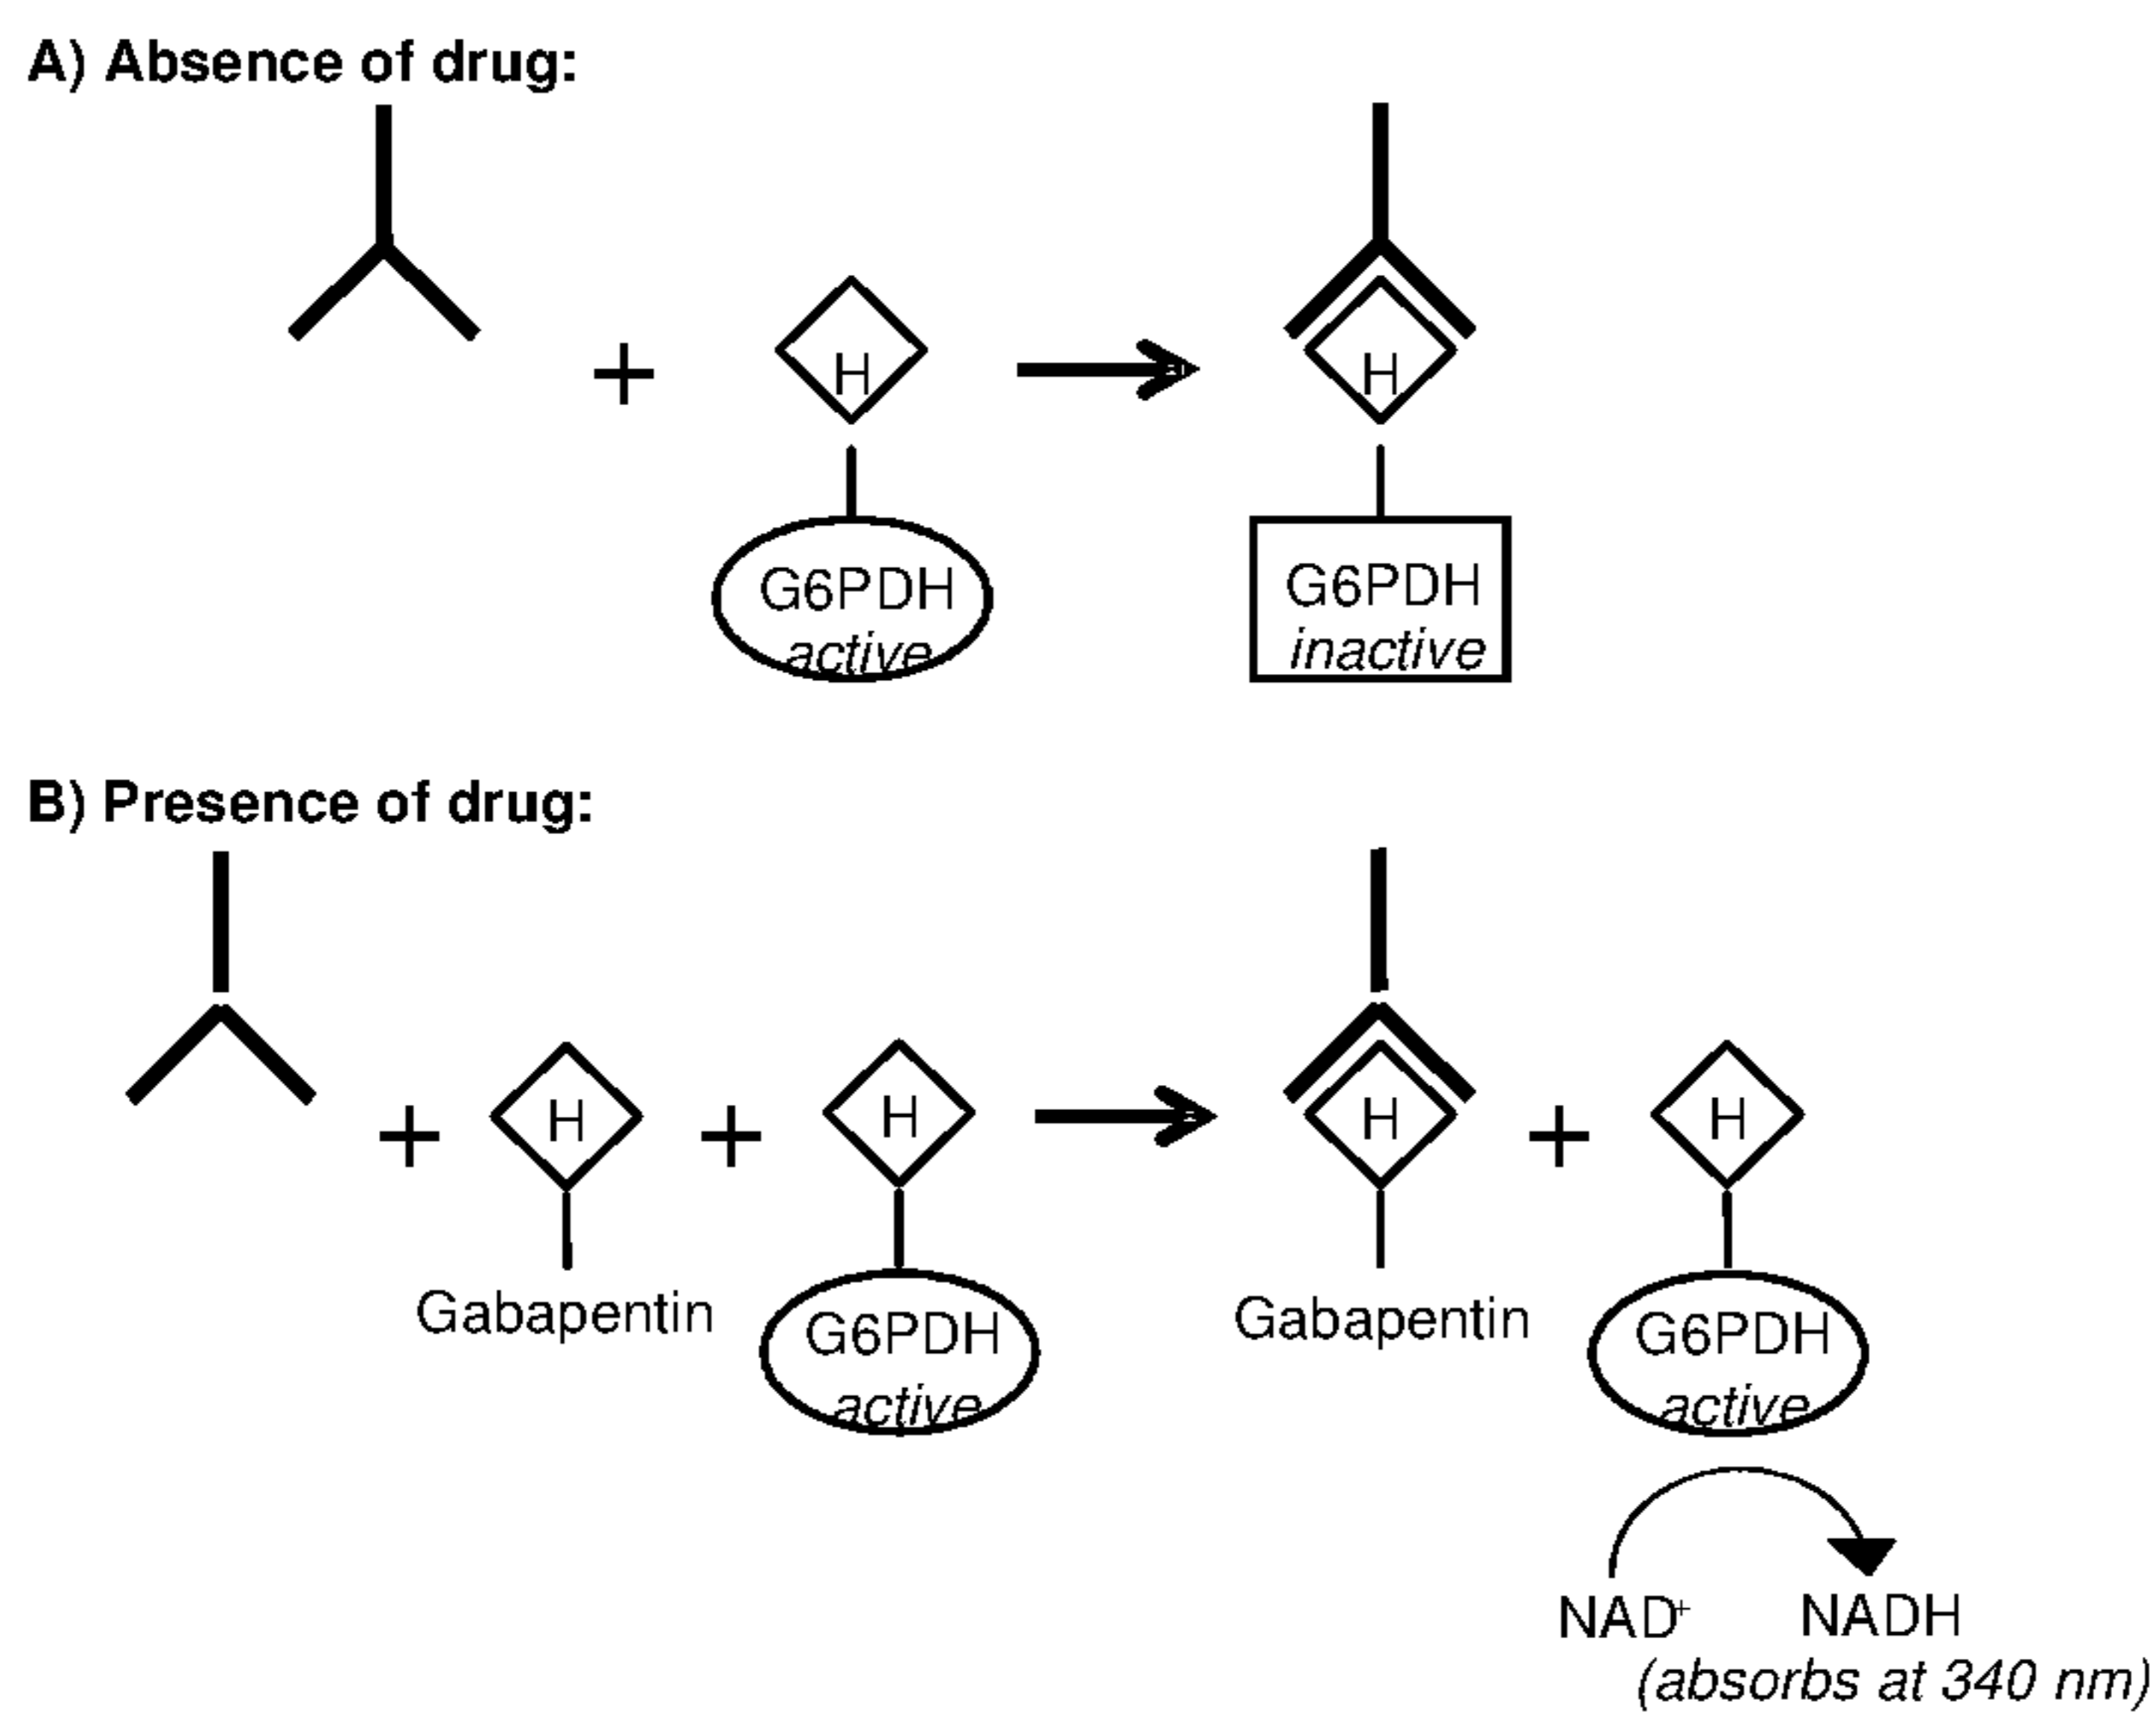 A) Absence of drug:
H
H
G6PDH
active
G6PDH
inactive
B) Presence of drug:
H
H
H
H
Gabapentin
G6PDH
active
Gabapentin
G6PDH
active
NAD+
NADH
(absorbs at 340 nm)